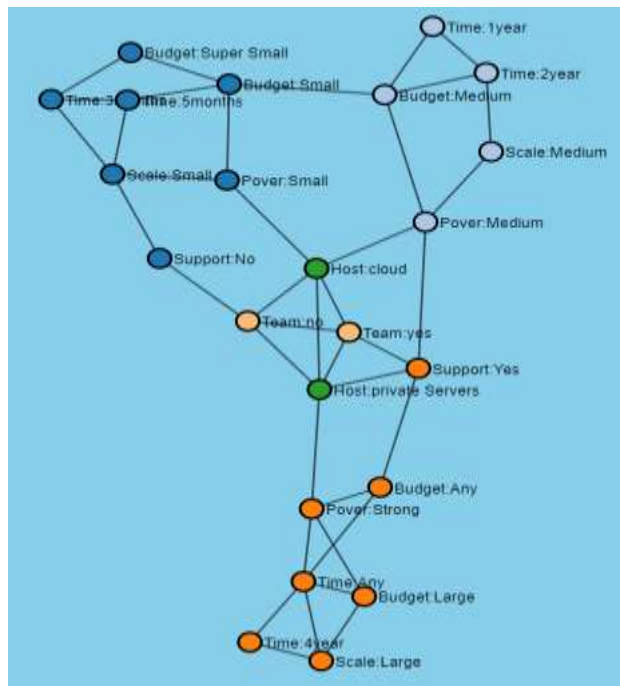 Time:1year
Budget:Super Small
Time:2year
Budget:Small
Budget:Medium
Time:5months
Scale:Medium
Scale:Small
Pover:Small
Pover:Medium
Support:No
Host:cloud
Team:no
Team:yes
Support:Yes
Host:private Servers
Budget:Any
Pover:Strong
Time:Any
Budget:Large
Time:4year
Scale:Large